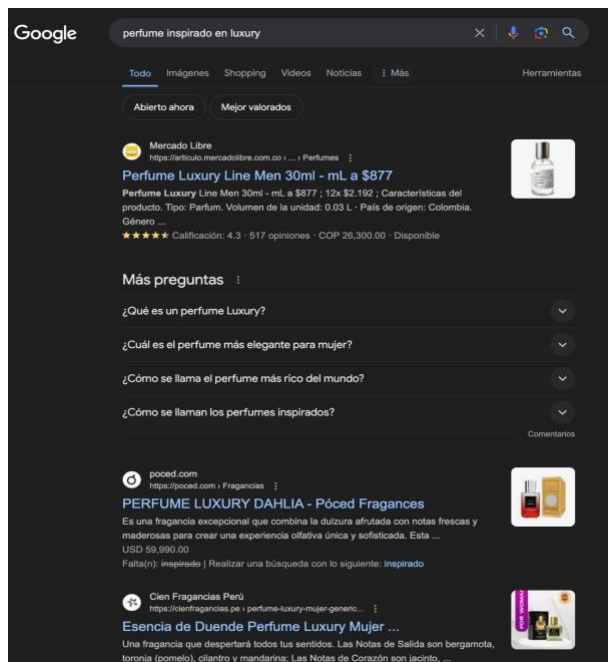 Google
perfume inspirado en luxury
Todo Imágenes Shopping Videos Noticias Más Herramientas
Abierto ahora Mejor valorados
Mercado Libre
https://articulo.mercadolibre.com.co › ... › Perfumes
Perfume Luxury Line Men 30ml - mL a $877
Perfume Luxury Line Men 30ml - mL a $877 ; 12x $2.192 ; Características del
producto. Tipo: Parfum. Volumen de la unidad: 0.03 L · País de origen: Colombia.
Género ...
Calificación: 4.3 · 517 opiniones · COP 26,300.00 · Disponible
Más preguntas
¿Qué es un perfume Luxury?
¿Cuál es el perfume más elegante para mujer?
¿Cómo se llama el perfume más rico del mundo?
¿Cómo se llaman los perfumes inspirados?
Comentarios
poced.com
https://poced.com › Fragancias
PERFUME LUXURY DAHLIA - Póced Fragances
Es una fragancia excepcional que combina la dulzura afrutada con notas frescas y
maderosas para crear una experiencia olfativa única y sofisticada. Esta ...
USD 59,990.00
Falta(n): inspirado | Realizar una búsqueda con lo siguiente: inspirado
Cien Fragancias Perú
https://cienfragancias.pe › perfume-luxury-mujer-generic...
Esencia de Duende Perfume Luxury Mujer ...
Una fragancia que despertará todos tus sentidos. Las Notas de Salida son bergamota,
toronja (pomelo), cilantro y mandarina; Las Notas de Corazón son jacinto, ...
FOR WOMAN